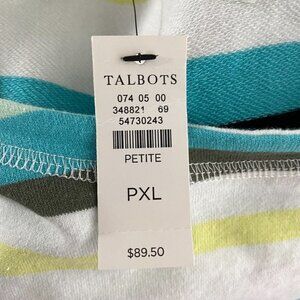 TALBOTS
074 05 00
348821 69
54730243
PETITE
PXL
$89.50